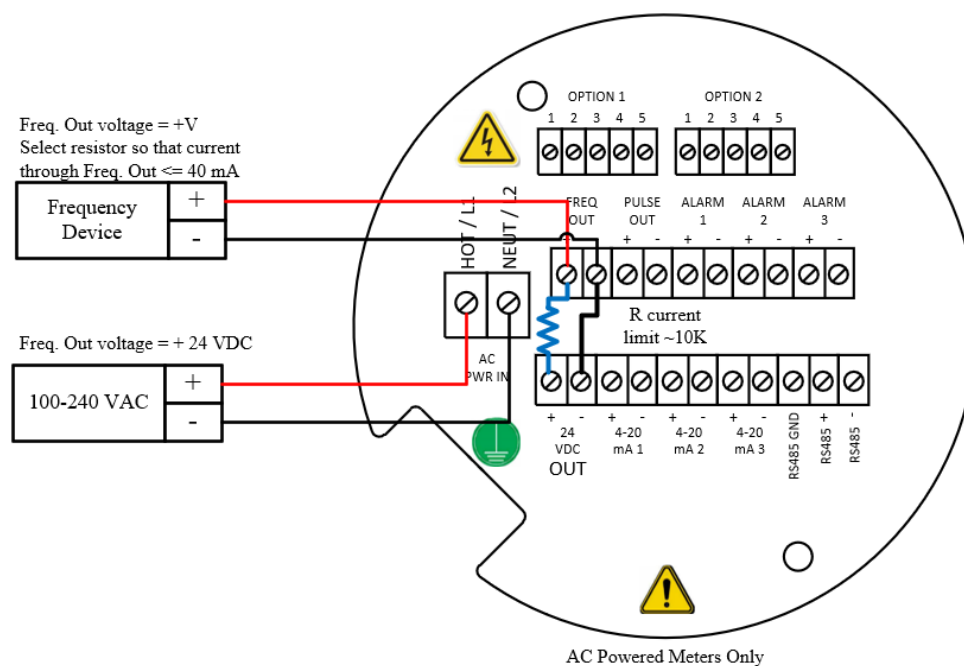 OPTION 1
OPTION 2
1 2 3 4 5
1 2 3 4 5
Freq. Out voltage = +V
Select resistor so that current
through Freq. Out <= 40 mA
Frequency
Device
+
-
HOT / L1
NEUT / L2
FREQ
OUT
PULSE
OUT
ALARM
1
ALARM
2
ALARM
3
+ - + - + - + -
R current
limit ~10K
Freq. Out voltage = + 24 VDC
100-240 VAC
+
-
AC
PWR IN
+ - + - + - + -
24
VDC
OUT
4-20
mA 1
4-20
mA 2
4-20
mA 3
RS485 GND
+
RS485
-
RS485
AC Powered Meters Only